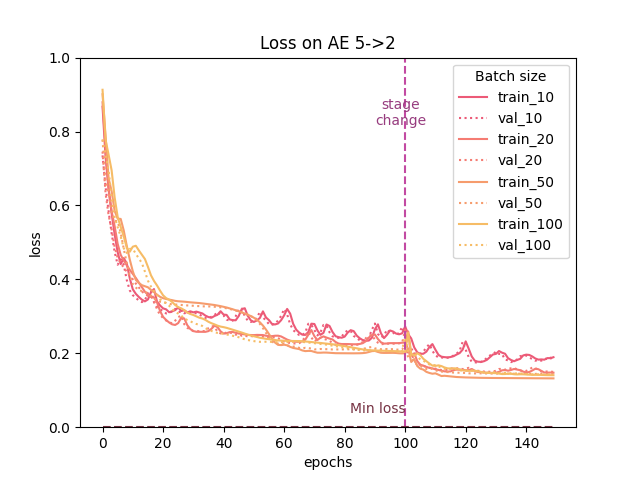 Loss on AE 5->2
1.0
0.8
0.6
0.4
0.2
0.0
loss
stage
change
Batch size
train_10
val_10
train_20
val_20
train_50
val_50
train_100
val_100
Min loss
0
20
40
60
80
100
120
140
epochs